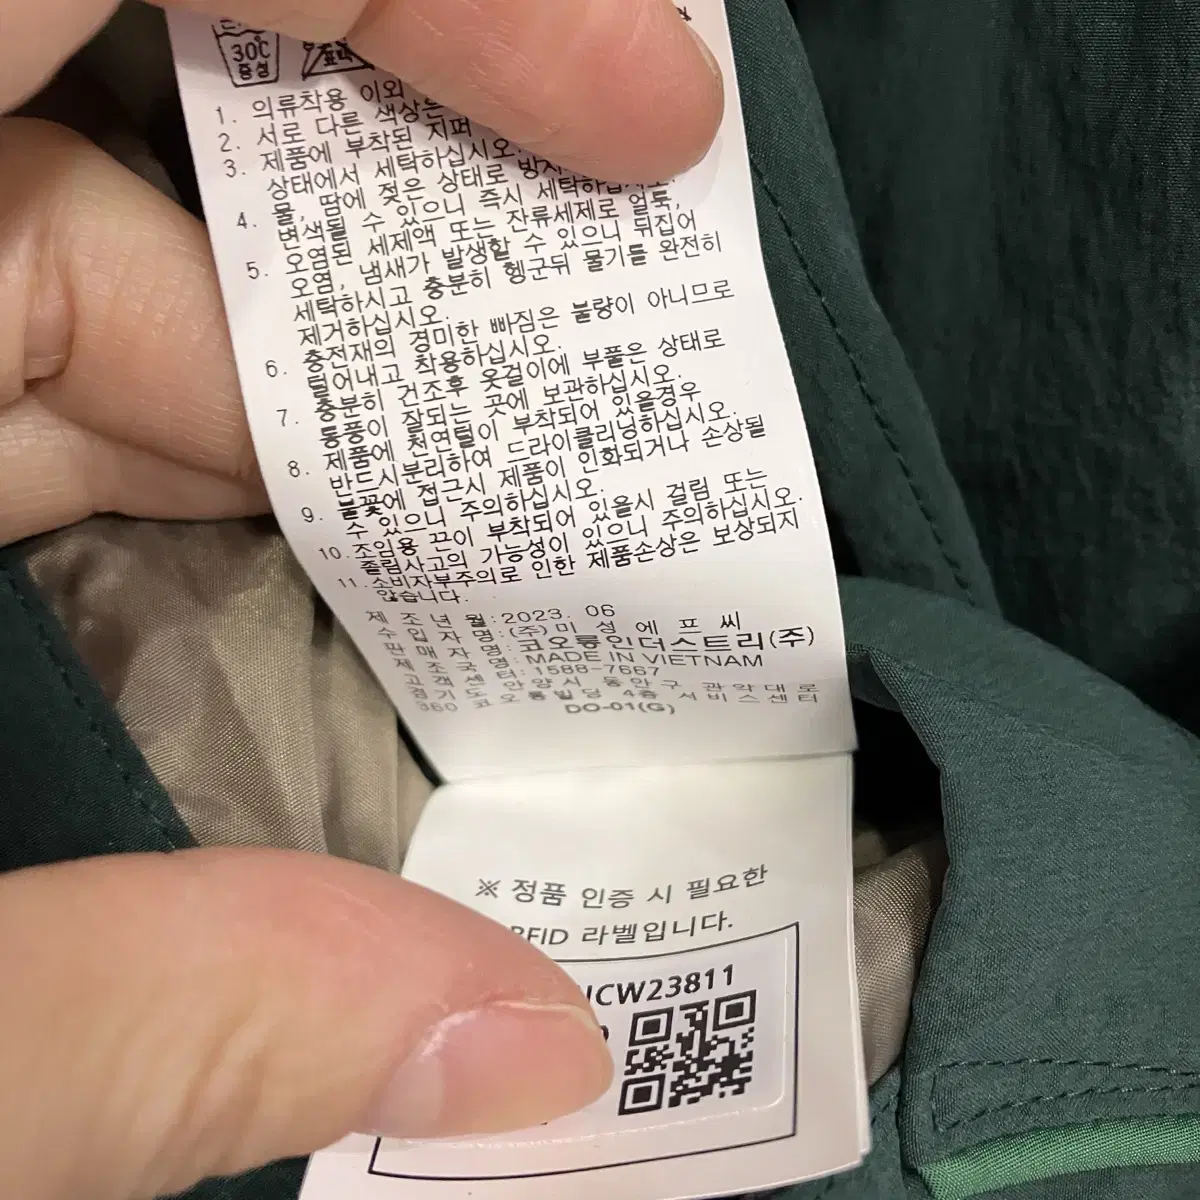 30℃
중성
표백
1. 의류착용 이외
2. 서로 다른 색상은
3. 제품에 부착된 지퍼
상태에서 세탁하십시오.
4. 물, 땀에 젖은 상태로 방치
변색될 수 있으니 즉시 세탁하십시오.
5. 오염된 세제액 또는 잔류세제로 얼룩,
오염, 냄새가 발생할 수 있으니 뒤집어
세탁하시고 충분히 헹군뒤 물기를 완전히
제거하십시오.
6. 충전재의 경미한 빠짐은 불량이 아니므로
털어내고 착용하십시오.
7. 충분히 건조후 옷걸이에 부풀은 상태로
통풍이 잘되는 곳에 보관하십시오.
8. 제품에 천연털이 부착되어 있을경우
반드시분리하여 드라이클리닝하십시오.
9. 불꽃에 접근시 제품이 인화되거나 손상될
수 있으니 주의하십시오.
10. 조임용 끈이 부착되어 있을시 걸림 또는
졸림사고의 가능성이 있으니 주의하십시오.
11. 소비자부주의로 인한 제품손상은 보상되지
않습니다.
제조년월:2023. 06
수입자명:(주)미성에프씨
판매자명:코오롱인더스트리(주)
제조국명:MADE IN VIETNAM
고객센터:1588-7667
경기도 안양시 동안구 관악대로
360 코오롱빌딩 4층 서비스센터
DO-01(G)
※ 정품 인증 시 필요한
RFID 라벨입니다.
CW23811